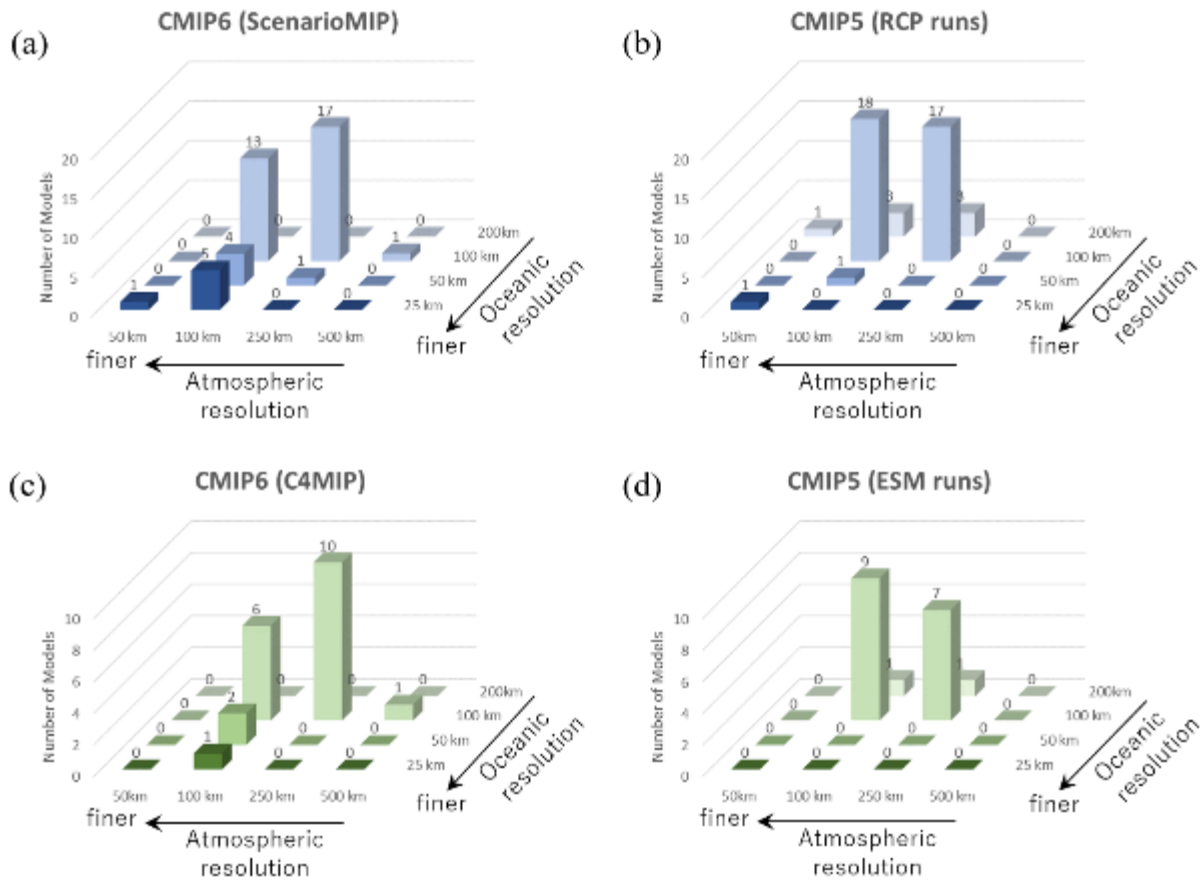 CMIP6 (ScenarioMIP)
(a)
17
13
20
15
0
0
0
0
10
0
4
1
200km
5
0
5
1
100 km
1
0
50 km
0
0
0
25 km
50 km
100 km
250 km
500 km
Number of Models
finer
Atmospheric
resolution
finer
Oceanic
resolution
CMIP5 (RCP runs)
(b)
18
17
20
15
1
3
3
0
10
0
0
200km
5
0
1
0
0
100 km
1
0
0
0
50 km
0
25 km
50km
100 km
250 km
500 km
Number of Models
finer
Atmospheric
resolution
finer
Oceanic
resolution
CMIP6 (C4MIP)
(c)
10
6
10
8
0
0
0
0
6
0
2
1
200km
4
0
0
0
100 km
2
0
1
0
0
50 km
0
25 km
50km
100 km
250 km
500 km
Number of Models
finer
Atmospheric
resolution
finer
Oceanic
resolution
CMIP5 (ESM runs)
(d)
9
7
10
8
0
1
1
0
6
0
0
200km
4
0
0
0
0
100 km
2
0
0
0
0
50 km
0
25 km
50km
100 km
250 km
500 km
Number of Models
finer
Atmospheric
resolution
finer
Oceanic
resolution